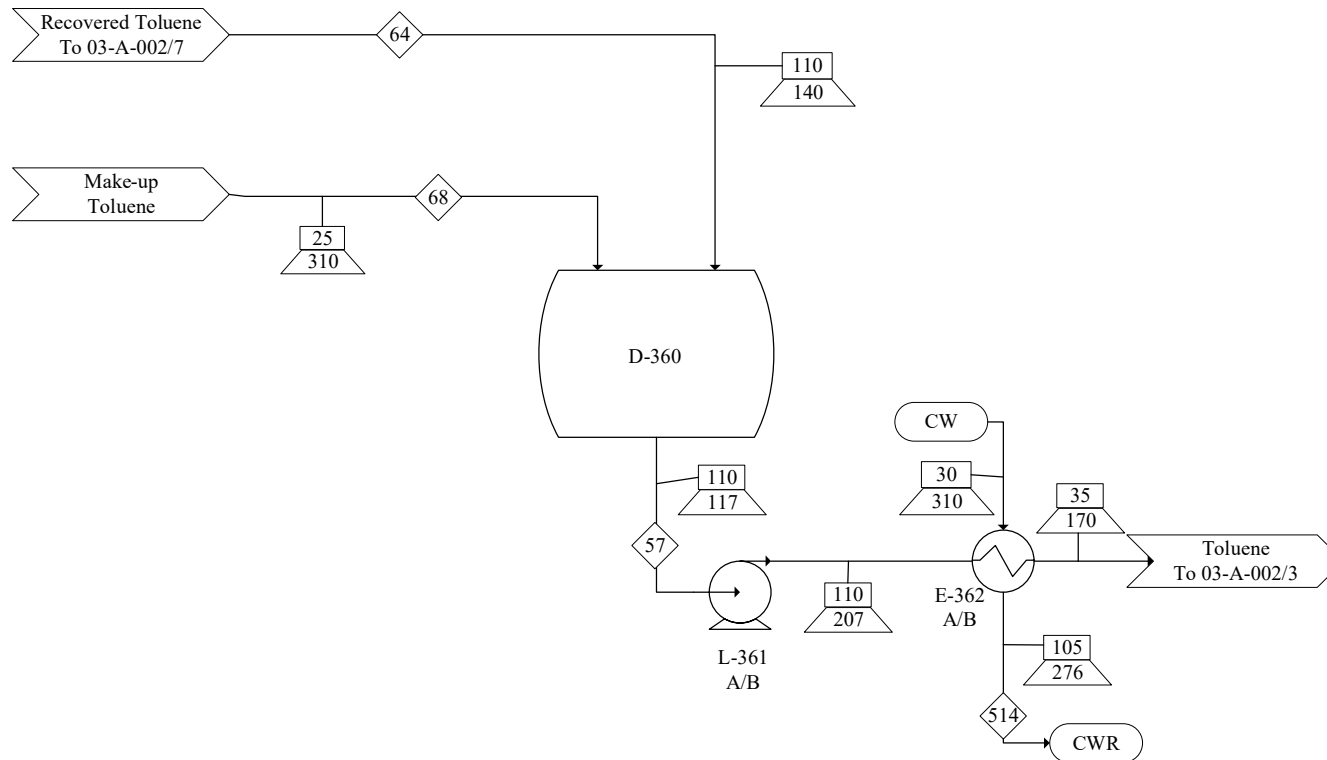 Recovered Toluene
To 03-A-002/7
64
110
140
Make-up
Toluene
68
25
310
D-360
CW
110
117
30
310
35
170
57
Toluene
To 03-A-002/3
110
207
E-362
A/B
L-361
A/B
105
276
514
CWR